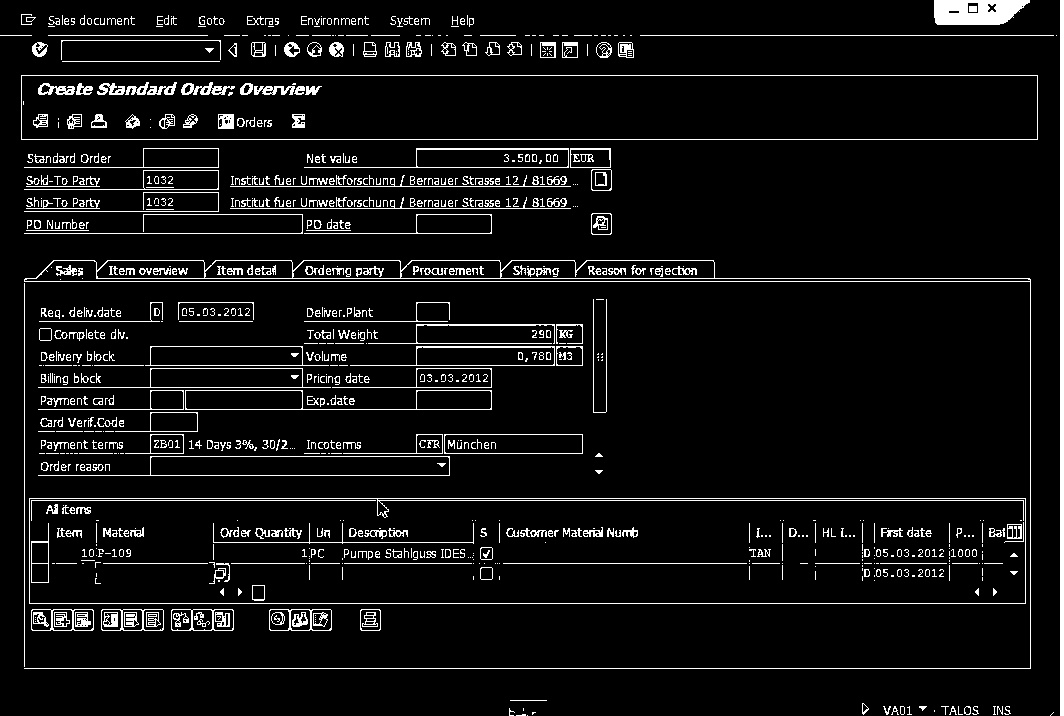 Sales document Edit Goto Extras Environment System Help
Create Standard Order: Overview
Orders
Standard Order Net value 3.500,00 EUR
Sold-To Party 1032 Institut fuer Umweltforschung / Bernauer Strasse 12 / 81669 ...
Ship-To Party 1032 Institut fuer Umweltforschung / Bernauer Strasse 12 / 81669 ...
PO Number PO date
Sales Item overview Item detail Ordering party Procurement Shipping Reason for rejection
Req. deliv.date D 05.03.2012 Deliver.Plant
Complete dlv. Total Weight 290 KG
Delivery block Volume 0,780 M3
Billing block Pricing date 03.03.2012
Payment card Exp.date
Card Verif.Code
Payment terms ZB01 14 Days 3%, 30/2... Incoterms CFR München
Order reason
All items
Item Material Order Quantity Un Description S Customer Material Numb I... D... HL I... First date P... Bat
10 P-109 1 PC Pumpe Stahlguss IDES... TAN D 05.03.2012 1000
D 05.03.2012
VA01 TALOS INS